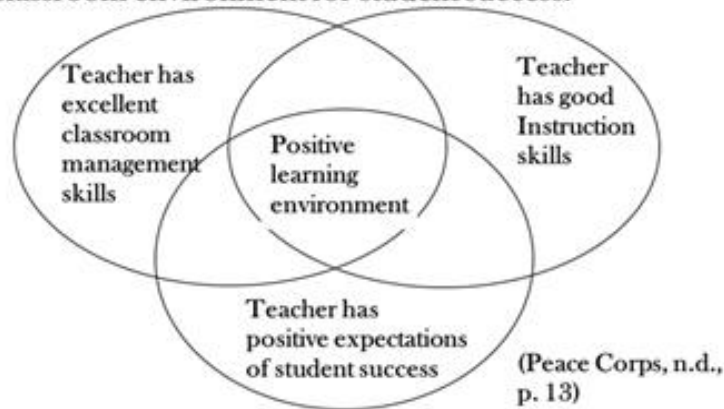 Teacher has
excellent
classroom
management
skills
Teacher
has good
Instruction
skills
Positive
learning
environment
Teacher has
positive expectations
of student success
(Peace Corps, n.d.,
p. 13)